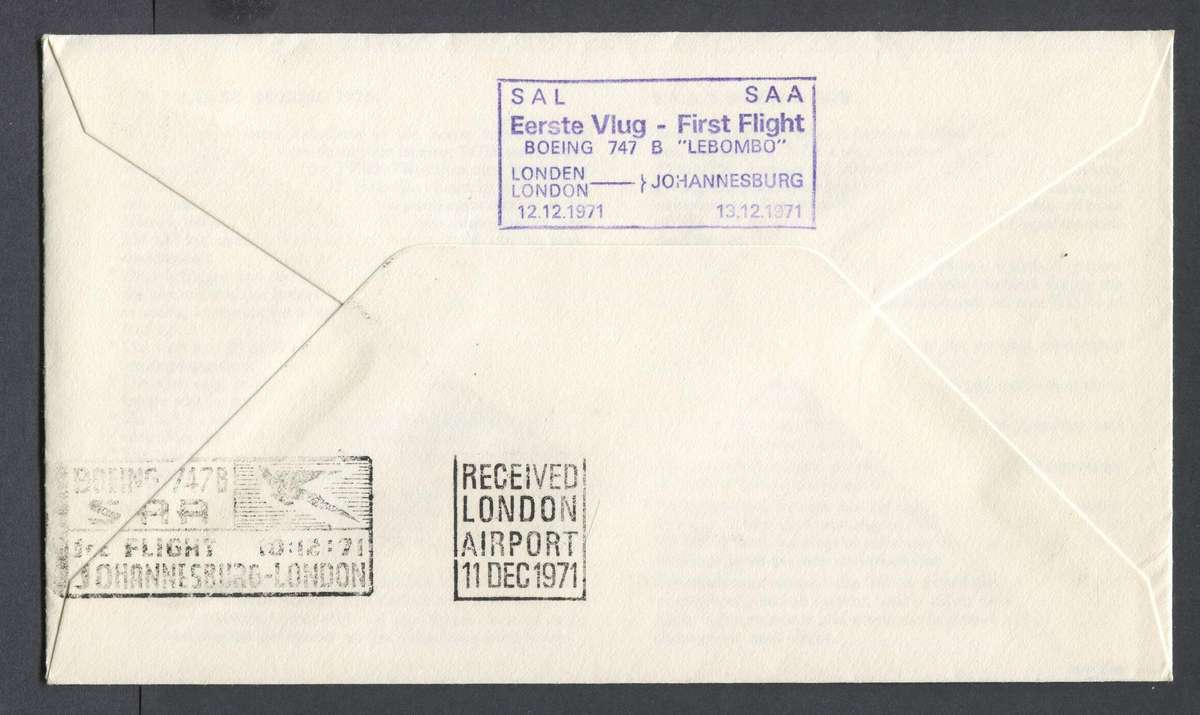 SAL SAA
Eerste Vlug - First Flight
BOEING 747 B "LEBOMBO"
LONDEN
LONDON } JOHANNESBURG
12.12.1971 13.12.1971
BOEING 747B
SAA
FLIGHT 10:12:71
JOHANNESBURG-LONDON
RECEIVED
LONDON
AIRPORT
11 DEC 1971